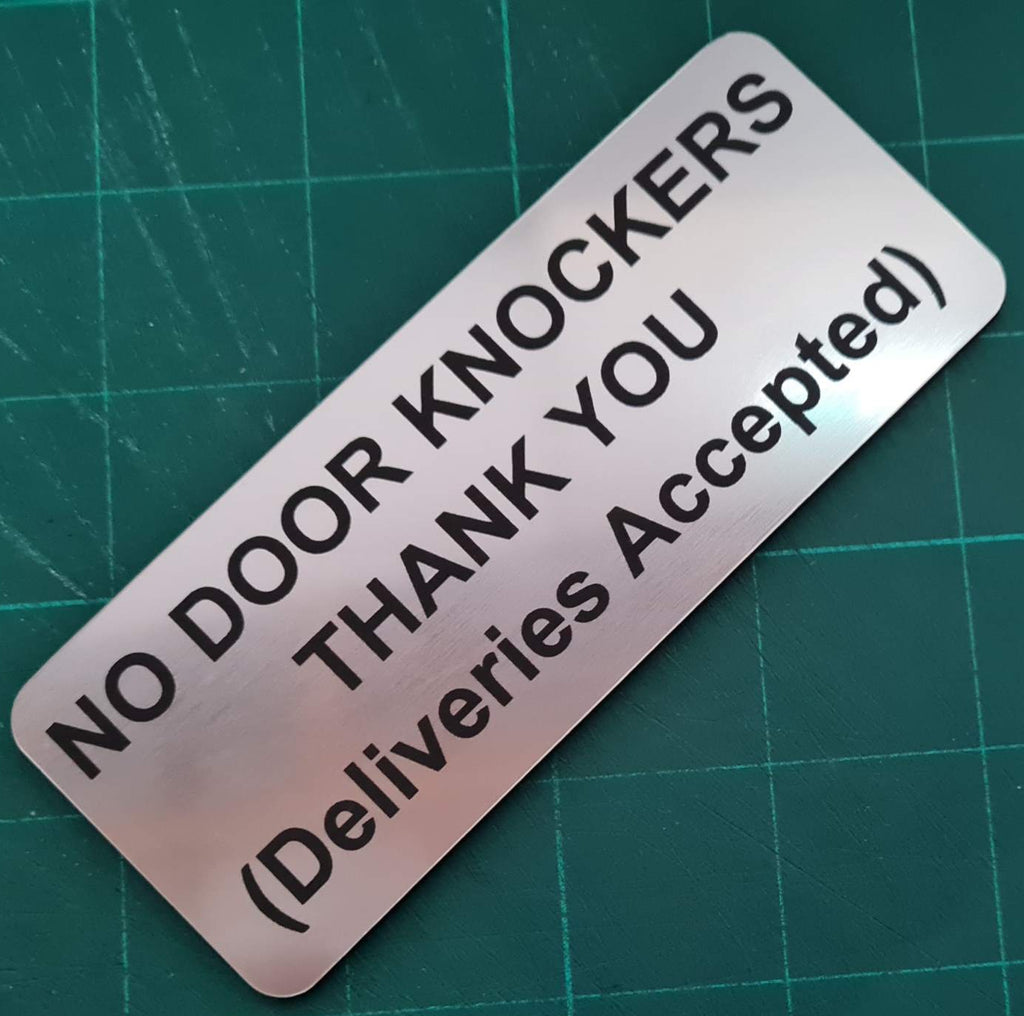 NO DOOR KNOCKERS
THANK YOU
(Deliveries Accepted)